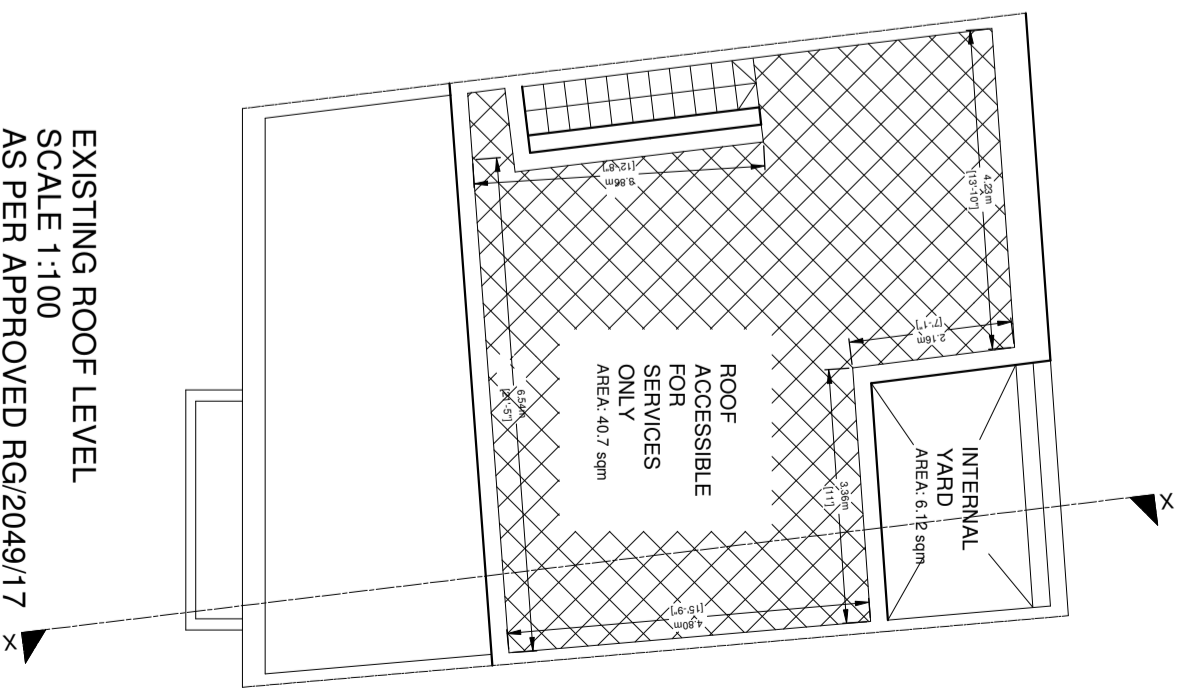 EXISTING ROOF LEVEL
SCALE 1:100
AS PER APPROVED RG/2049/17
ROOF
ACCESSIBLE
FOR
SERVICES
ONLY
AREA: 40.7 sqm
INTERNAL
YARD
AREA: 6.12 sqm
4.23m
[13'-10"]
2.16m
[7'-1"]
3.86m
[12'-8"]
6.54m
[21'-5"]
3.36m
[11']
4.80m
[15'-9"]
X
X